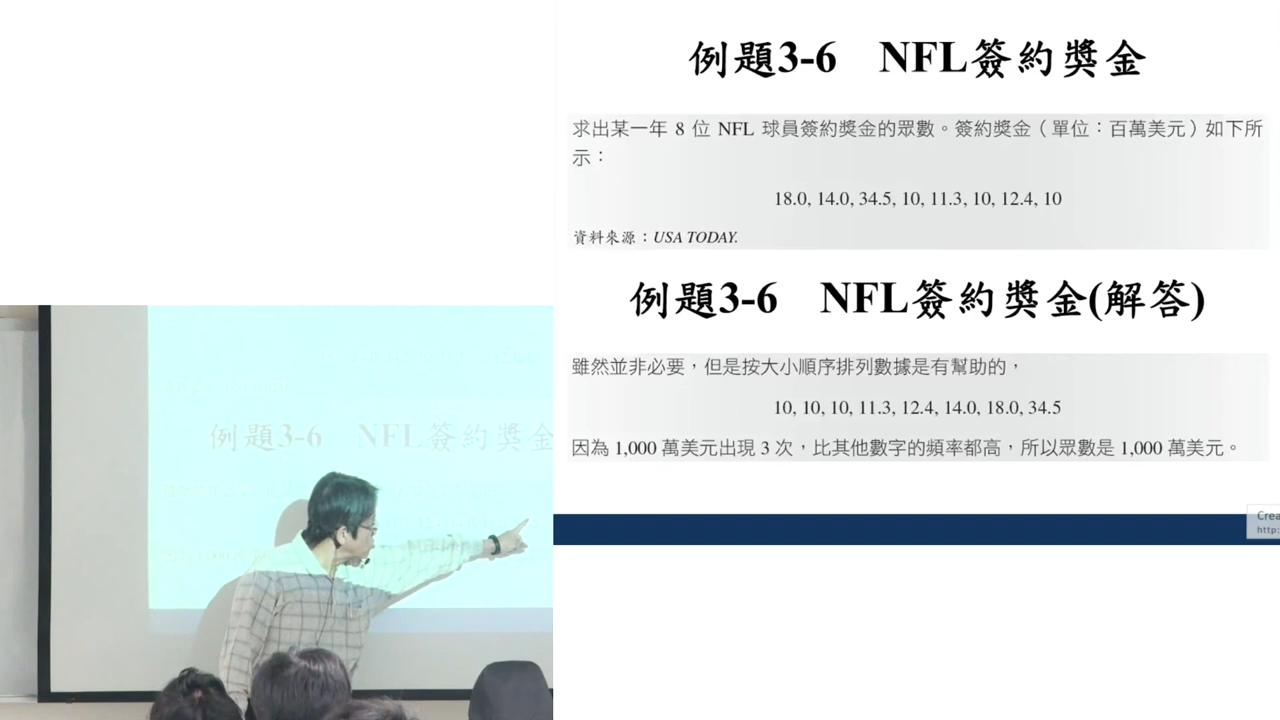 例題3-6 NFL簽約獎金
求出某一年 8 位 NFL 球員簽約獎金的眾數。簽約獎金（單位：百萬美元）如下所
示：
18.0, 14.0, 34.5, 10, 11.3, 10, 12.4, 10
資料來源：USA TODAY.
例題3-6 NFL簽約獎金(解答)
雖然並非必要，但是按大小順序排列數據是有幫助的，
10, 10, 10, 11.3, 12.4, 14.0, 18.0, 34.5
因為 1,000 萬美元出現 3 次，比其他數字的頻率都高，所以眾數是 1,000 萬美元。
Crea
http:
例題3-6 NFL簽約獎金